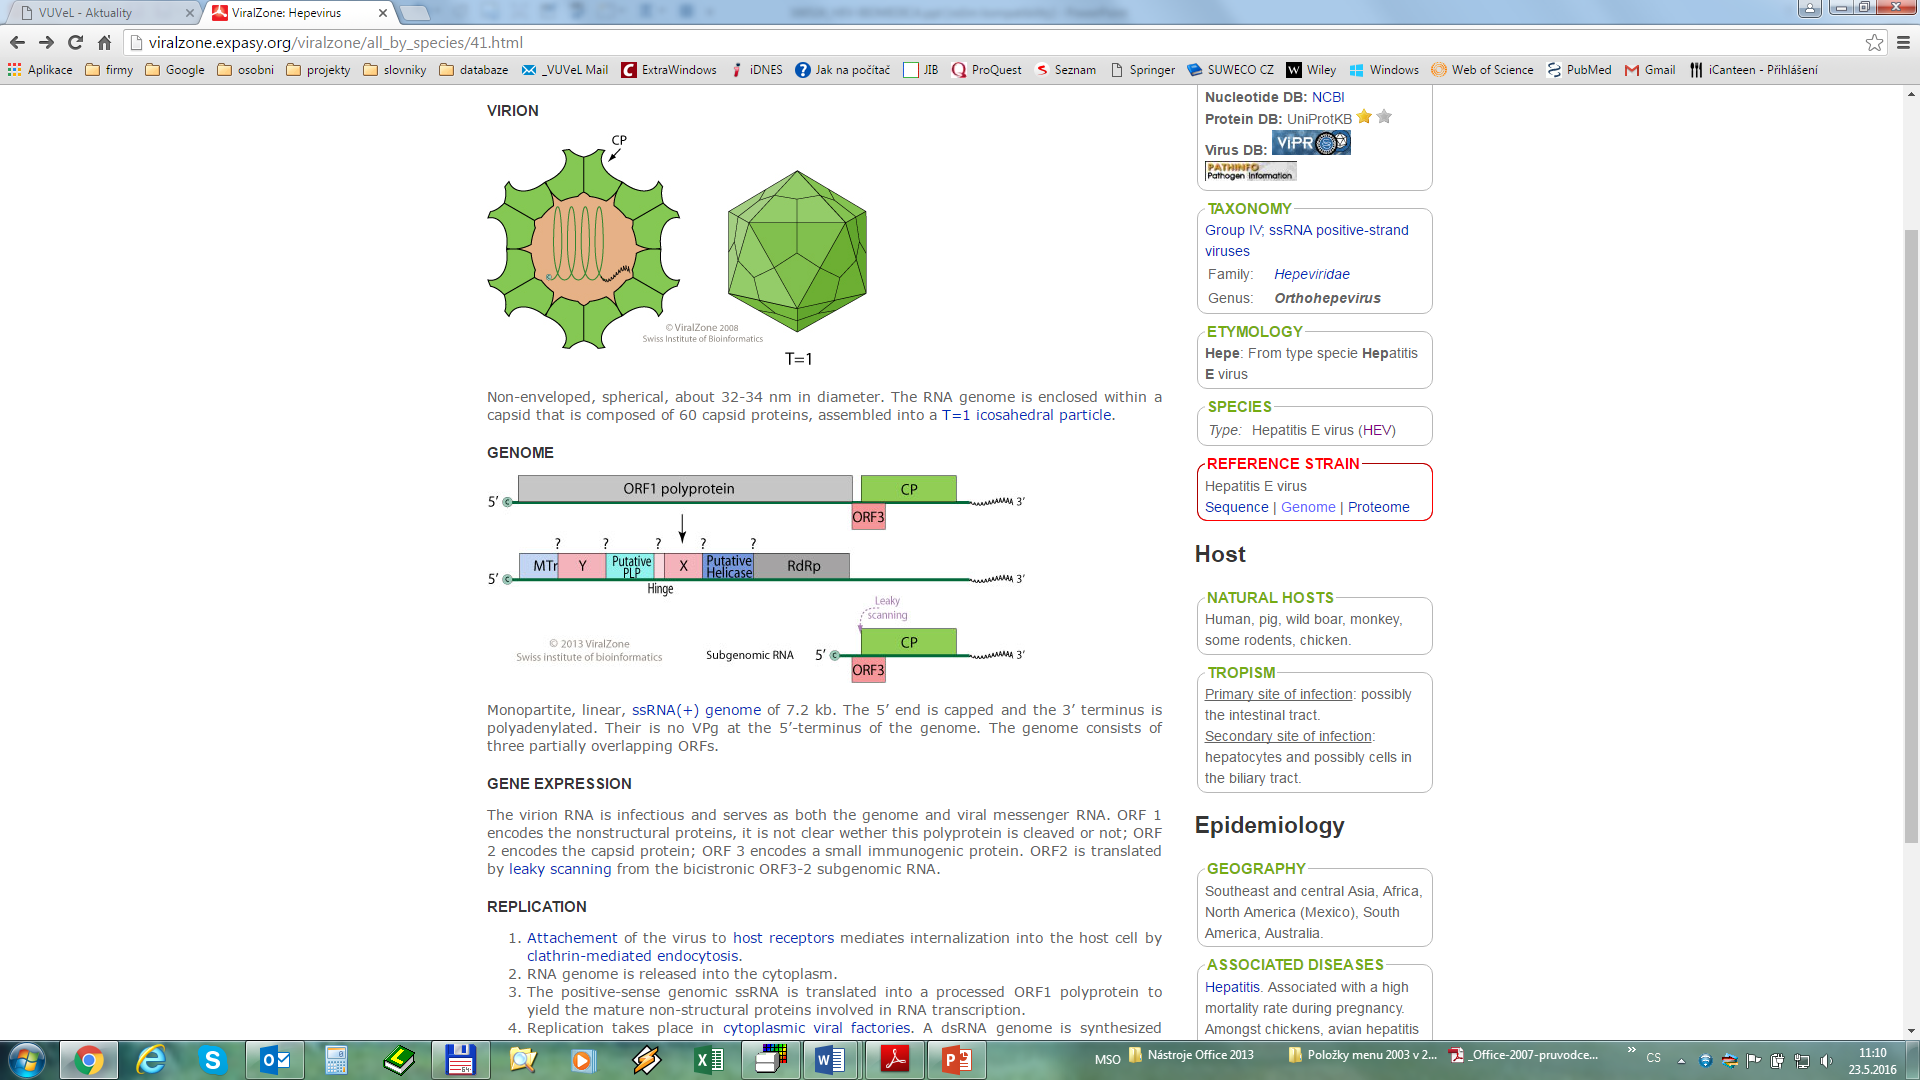 VUVeL - Aktuality
ViralZone: Hepevirus
viralzone.expasy.org/viralzone/all_by_species/41.html
Aplikace firmy Google osobni projekty slovniky databaze _VUVeL Mail ExtraWindows iDNES Jak na počítač JIB ProQuest Seznam Springer SUWECO CZ Wiley Windows Web of Science PubMed Gmail iCanteen - Přihlášení
VIRION
CP
© ViralZone 2008
Swiss Institute of Bioinformatics
T=1
Non-enveloped, spherical, about 32-34 nm in diameter. The RNA genome is enclosed within a
capsid that is composed of 60 capsid proteins, assembled into a T=1 icosahedral particle.
GENOME
5' C ORF1 polyprotein CP 3'
ORF3
? ? ? ? ?
5' C MTr Y Putative PLP X Putative Helicase RdRp 3'
Hinge
Leaky
scanning
CP
© 2013 ViralZone
Swiss institute of bioinformatics
Subgenomic RNA 5' C 3'
ORF3
Monopartite, linear, ssRNA(+) genome of 7.2 kb. The 5' end is capped and the 3' terminus is
polyadenylated. Their is no VPg at the 5'-terminus of the genome. The genome consists of
three partially overlapping ORFs.
GENE EXPRESSION
The virion RNA is infectious and serves as both the genome and viral messenger RNA. ORF 1
encodes the nonstructural proteins, it is not clear wether this polyprotein is cleaved or not; ORF
2 encodes the capsid protein; ORF 3 encodes a small immunogenic protein. ORF2 is translated
by leaky scanning from the bicistronic ORF3-2 subgenomic RNA.
REPLICATION
1. Attachement of the virus to host receptors mediates internalization into the host cell by
clathrin-mediated endocytosis.
2. RNA genome is released into the cytoplasm.
3. The positive-sense genomic ssRNA is translated into a processed ORF1 polyprotein to
yield the mature non-structural proteins involved in RNA transcription.
4. Replication takes place in cytoplasmic viral factories. A dsRNA genome is synthesized
Nucleotide DB: NCBI
Protein DB: UniProtKB
Virus DB: ViPR
PATHINFO
Pathogen Information
TAXONOMY
Group IV; ssRNA positive-strand
viruses
Family: Hepeviridae
Genus: Orthohepevirus
ETYMOLOGY
Hepe: From type specie Hepatitis
E virus
SPECIES
Type: Hepatitis E virus (HEV)
REFERENCE STRAIN
Hepatitis E virus
Sequence | Genome | Proteome
Host
NATURAL HOSTS
Human, pig, wild boar, monkey,
some rodents, chicken.
TROPISM
Primary site of infection: possibly
the intestinal tract.
Secondary site of infection:
hepatocytes and possibly cells in
the biliary tract.
Epidemiology
GEOGRAPHY
Southeast and central Asia, Africa,
North America (Mexico), South
America, Australia.
ASSOCIATED DISEASES
Hepatitis. Associated with a high
mortality rate during pregnancy.
Amongst chickens, avian hepatitis
MSO Nástroje Office 2013 Položky menu 2003 v 2... _Office-2007-pruvodce... » CS 11:10
23.5.2016